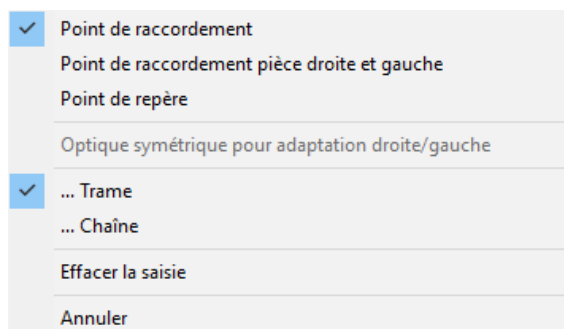 Point de raccordement
Point de raccordement pièce droite et gauche
Point de repère
Optique symétrique pour adaptation droite/gauche
... Trame
... Chaîne
Effacer la saisie
Annuler